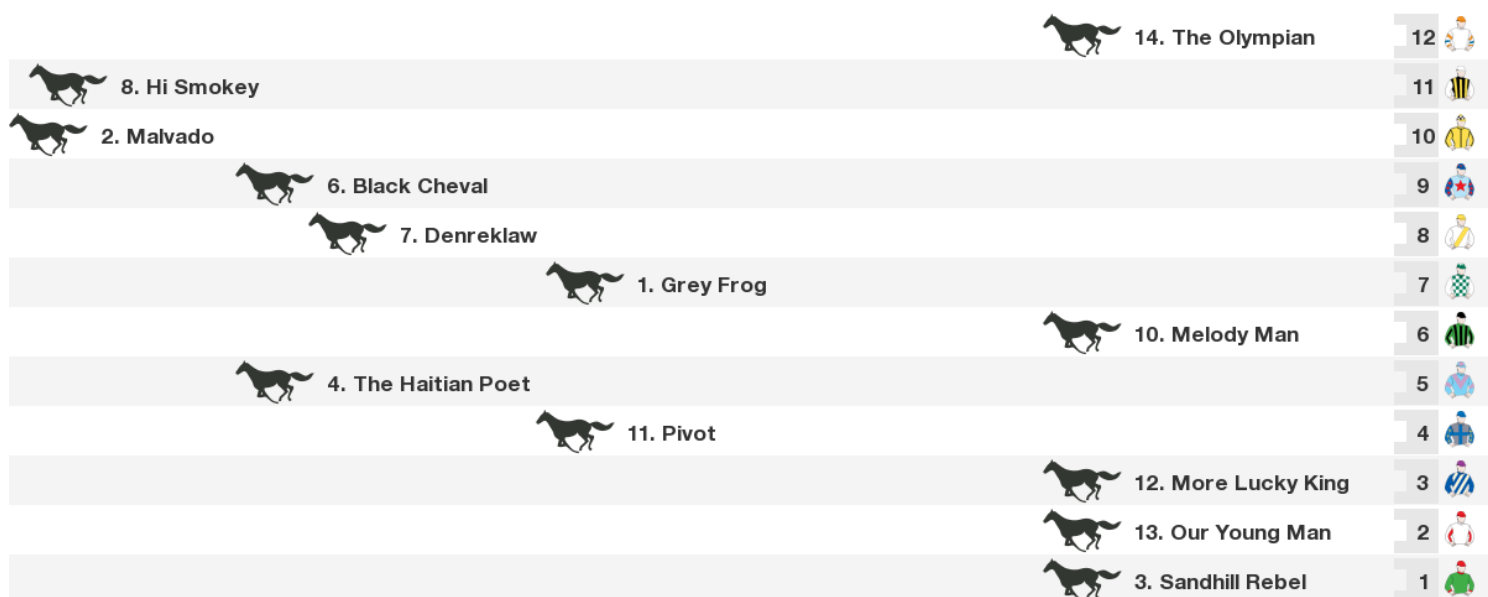 14. The Olympian 12
8. Hi Smokey 11
2. Malvado 10
6. Black Cheval 9
7. Denreklaw 8
1. Grey Frog 7
10. Melody Man 6
4. The Haitian Poet 5
11. Pivot 4
12. More Lucky King 3
13. Our Young Man 2
3. Sandhill Rebel 1